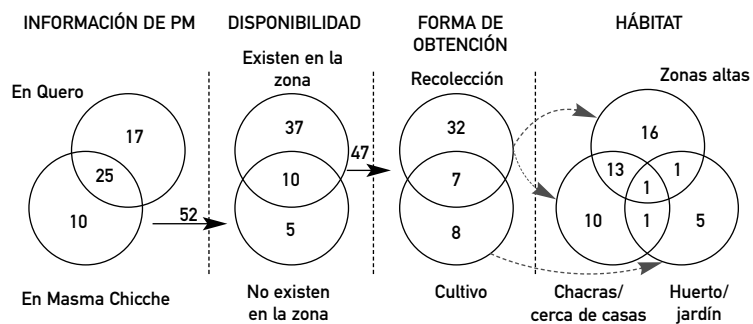 INFORMACIÓN DE PM
DISPONIBILIDAD
FORMA DE
OBTENCIÓN
HÁBITAT
En Quero
17
25
10
En Masma Chicche
52
Existen en la
zona
37
10
5
No existen
en la zona
47
Recolección
32
7
8
Cultivo
Zonas altas
16
13
1
1
10
1
5
Chacras/
cerca de casas
Huerto/
jardín